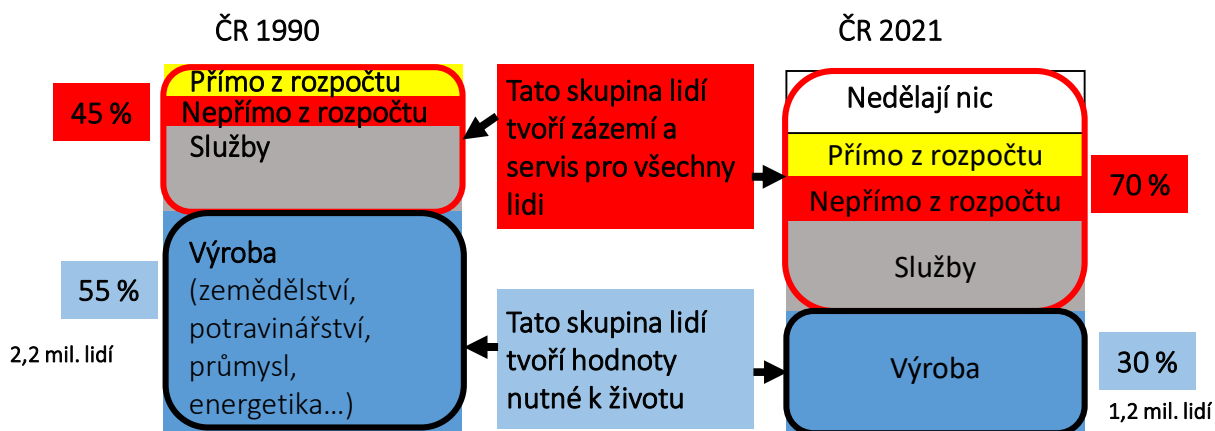 ČR 1990
45 %
Přímo z rozpočtu
Nepřímo z rozpočtu
Služby
55 %
2,2 mil. lidí
Výroba
(zemědělství,
potravinářství,
průmysl,
energetika…)
Tato skupina lidí
tvoří zázemí a
servis pro všechny
lidi
Tato skupina lidí
tvoří hodnoty
nutné k životu
ČR 2021
Nedělají nic
Přímo z rozpočtu
Nepřímo z rozpočtu
Služby
70 %
Výroba
30 %
1,2 mil. lidí